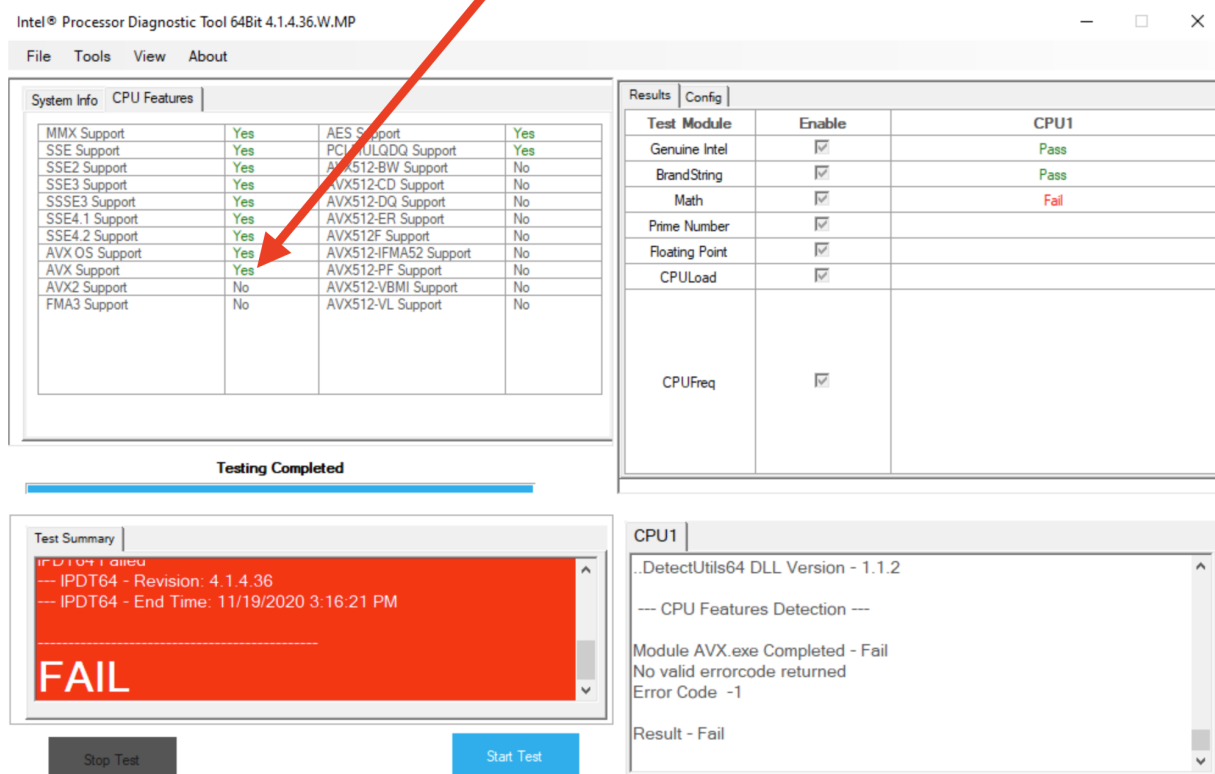 Intel® Processor Diagnostic Tool 64Bit 4.1.4.36.W.MP
File Tools View About
System Info CPU Features
MMX Support Yes AES Support Yes
SSE Support Yes PCLMULQDQ Support Yes
SSE2 Support Yes AVX512-BW Support No
SSE3 Support Yes AVX512-CD Support No
SSSE3 Support Yes AVX512-DQ Support No
SSE4.1 Support Yes AVX512-ER Support No
SSE4.2 Support Yes AVX512F Support No
AVX OS Support Yes AVX512-IFMA52 Support No
AVX Support Yes AVX512-PF Support No
AVX2 Support No AVX512-VBMI Support No
FMA3 Support No AVX512-VL Support No
Testing Completed
Results Config
Test Module Enable CPU1
Genuine Intel Pass
BrandString Pass
Math Fail
Prime Number
Floating Point
CPULoad
CPUFreq
Test Summary
IPDT64 Failed
--- IPDT64 - Revision: 4.1.4.36
--- IPDT64 - End Time: 11/19/2020 3:16:21 PM
----------------------------------------------
FAIL
Stop Test Start Test
CPU1
..DetectUtils64 DLL Version - 1.1.2
--- CPU Features Detection ---
Module AVX.exe Completed - Fail
No valid errorcode returned
Error Code -1
Result - Fail